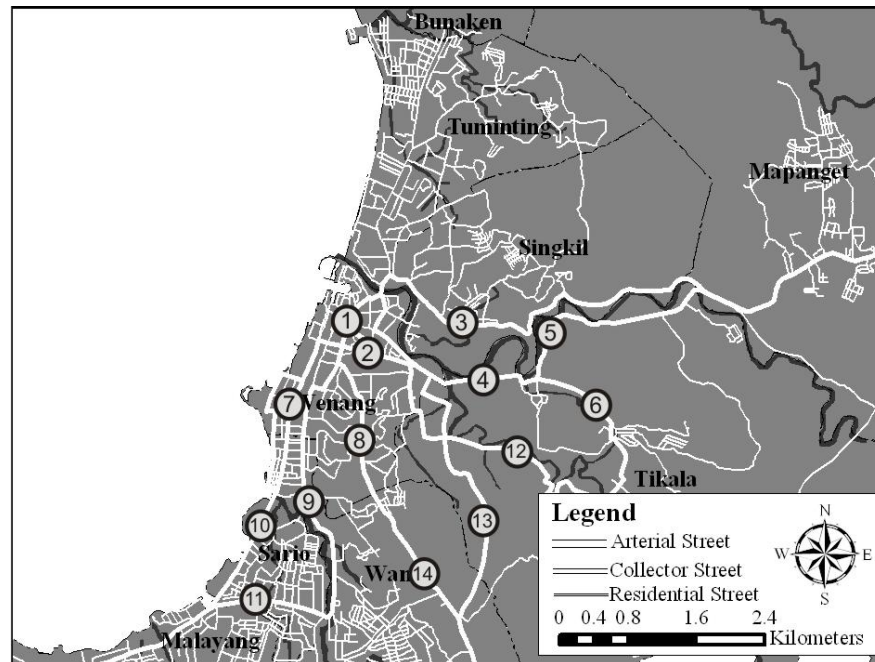 Bunaken
Tuminting
Mapanget
Singkil
1
3
5
2
4
7
Wenang
6
8
12
Tikala
9
10
Sario
13
Wan
14
11
Malayang
Legend
Arterial Street
Collector Street
Residential Street
N
W
E
S
0 0.4 0.8 1.6 2.4
Kilometers